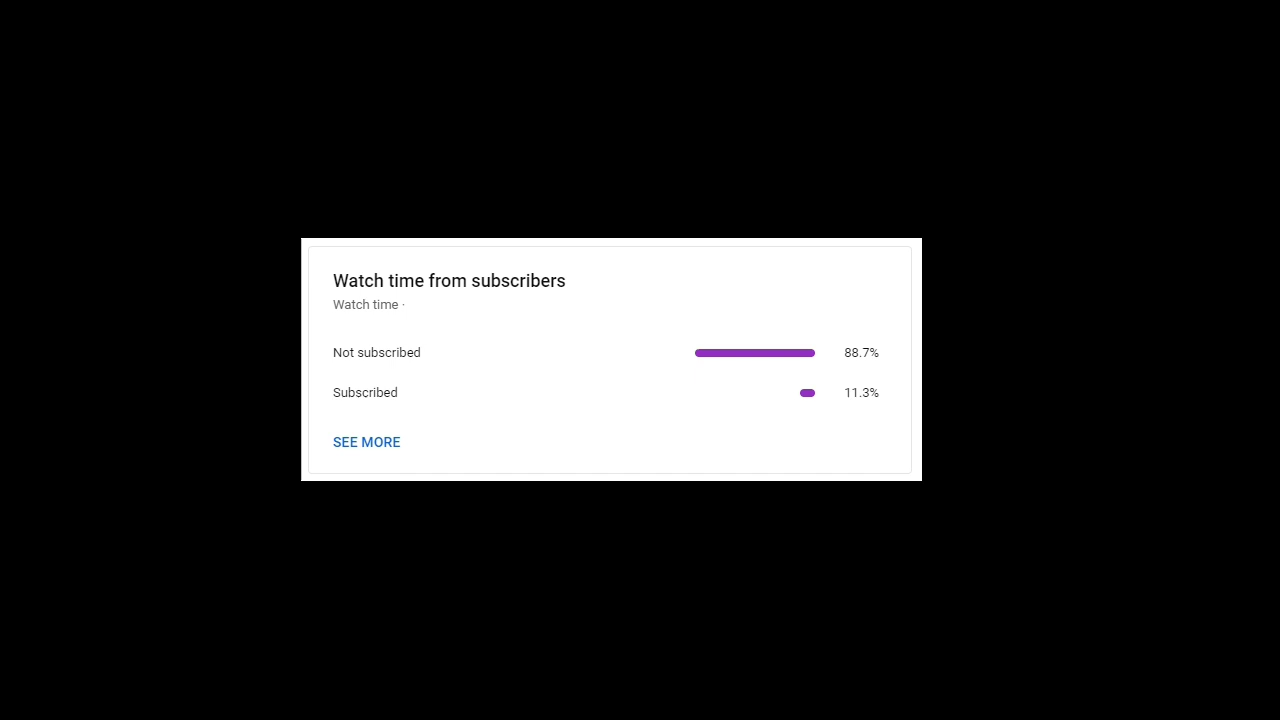 Watch time from subscribers
Watch time ·
Not subscribed 88.7%
Subscribed 11.3%
SEE MORE